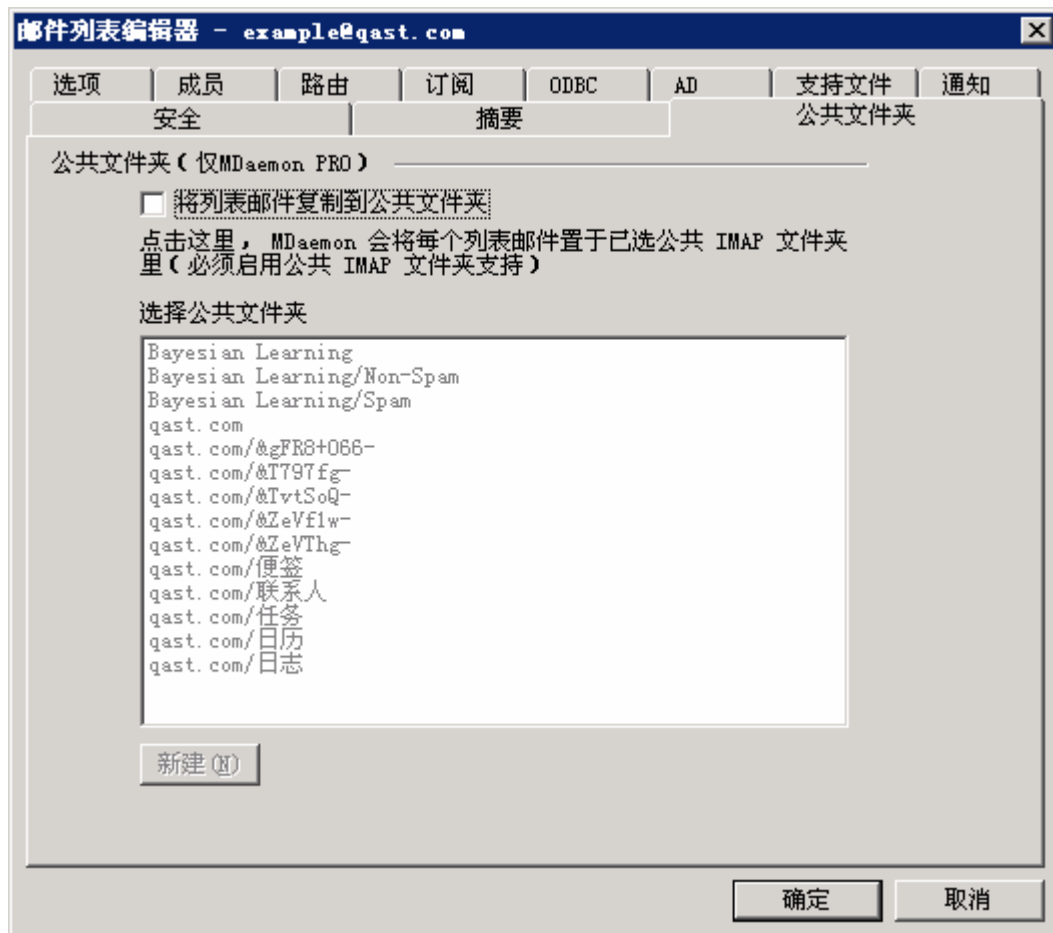 邮件列表编辑器 - example@qast.com
选项 成员 路由 订阅 ODBC AD 支持文件 通知
安全 摘要 公共文件夹
公共文件夹(仅MDaemon PRO)
将列表邮件复制到公共文件夹
点击这里, MDaemon 会将每个列表邮件置于已选公共 IMAP 文件夹
里(必须启用公共 IMAP 文件夹支持)
选择公共文件夹
Bayesian Learning
Bayesian Learning/Non-Spam
Bayesian Learning/Spam
qast.com
qast.com/&gFR8+066-
qast.com/&T797fg-
qast.com/&TvtSoQ-
qast.com/&ZeVf1w-
qast.com/&ZeVThg-
qast.com/便签
qast.com/联系人
qast.com/任务
qast.com/日历
qast.com/日志
新建(N)
确定 取消